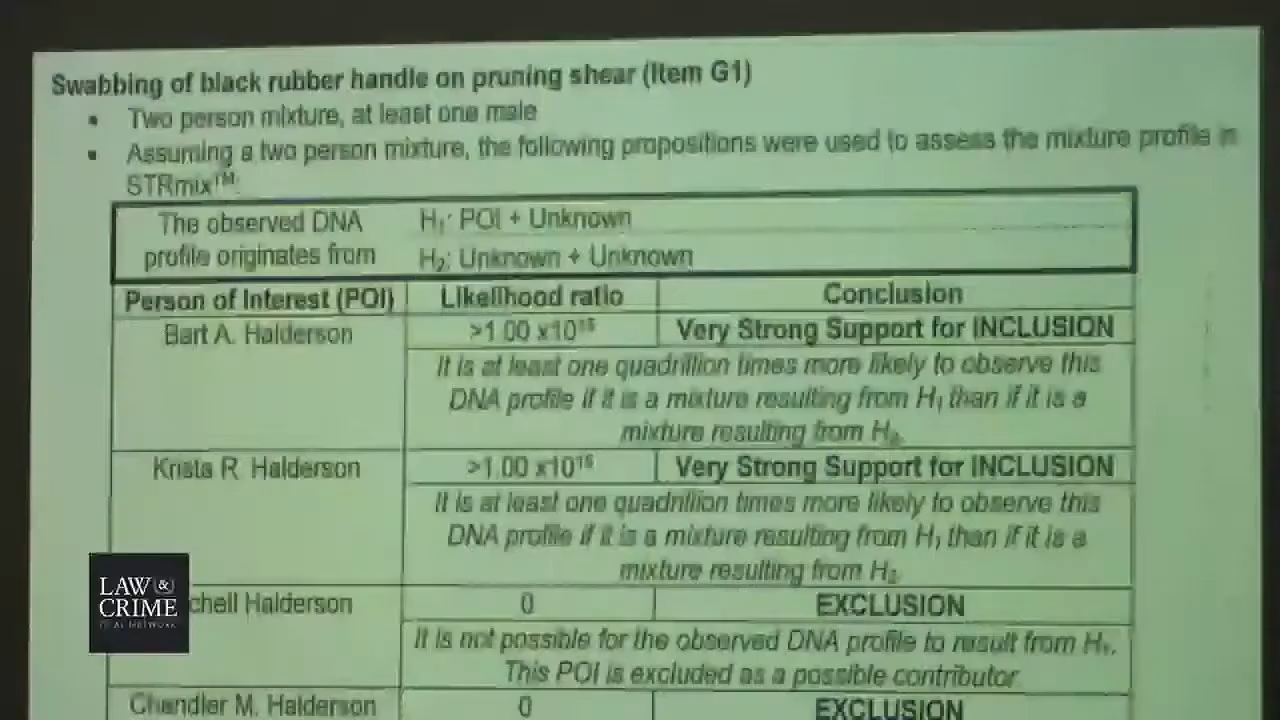 Swabbing of black rubber handle on pruning shear (Item G1)
• Two person mixture, at least one male
• Assuming a two person mixture, the following propositions were used to assess the mixture profile in
STRmix™:
The observed DNA
profile originates from
H₁: POI + Unknown
H₂: Unknown + Unknown
Person of Interest (POI) Likelihood ratio Conclusion
Bart A. Halderson >1.00 x10¹⁵ Very Strong Support for INCLUSION
It is at least one quadrillion times more likely to observe this
DNA profile if it is a mixture resulting from H₁ than if it is a
mixture resulting from H₂.
Krista R. Halderson >1.00 x10¹⁵ Very Strong Support for INCLUSION
It is at least one quadrillion times more likely to observe this
DNA profile if it is a mixture resulting from H₁ than if it is a
mixture resulting from H₂.
chell Halderson 0 EXCLUSION
It is not possible for the observed DNA profile to result from H₁.
This POI is excluded as a possible contributor.
Chandler M. Halderson 0 EXCLUSION
LAW &
CRIME